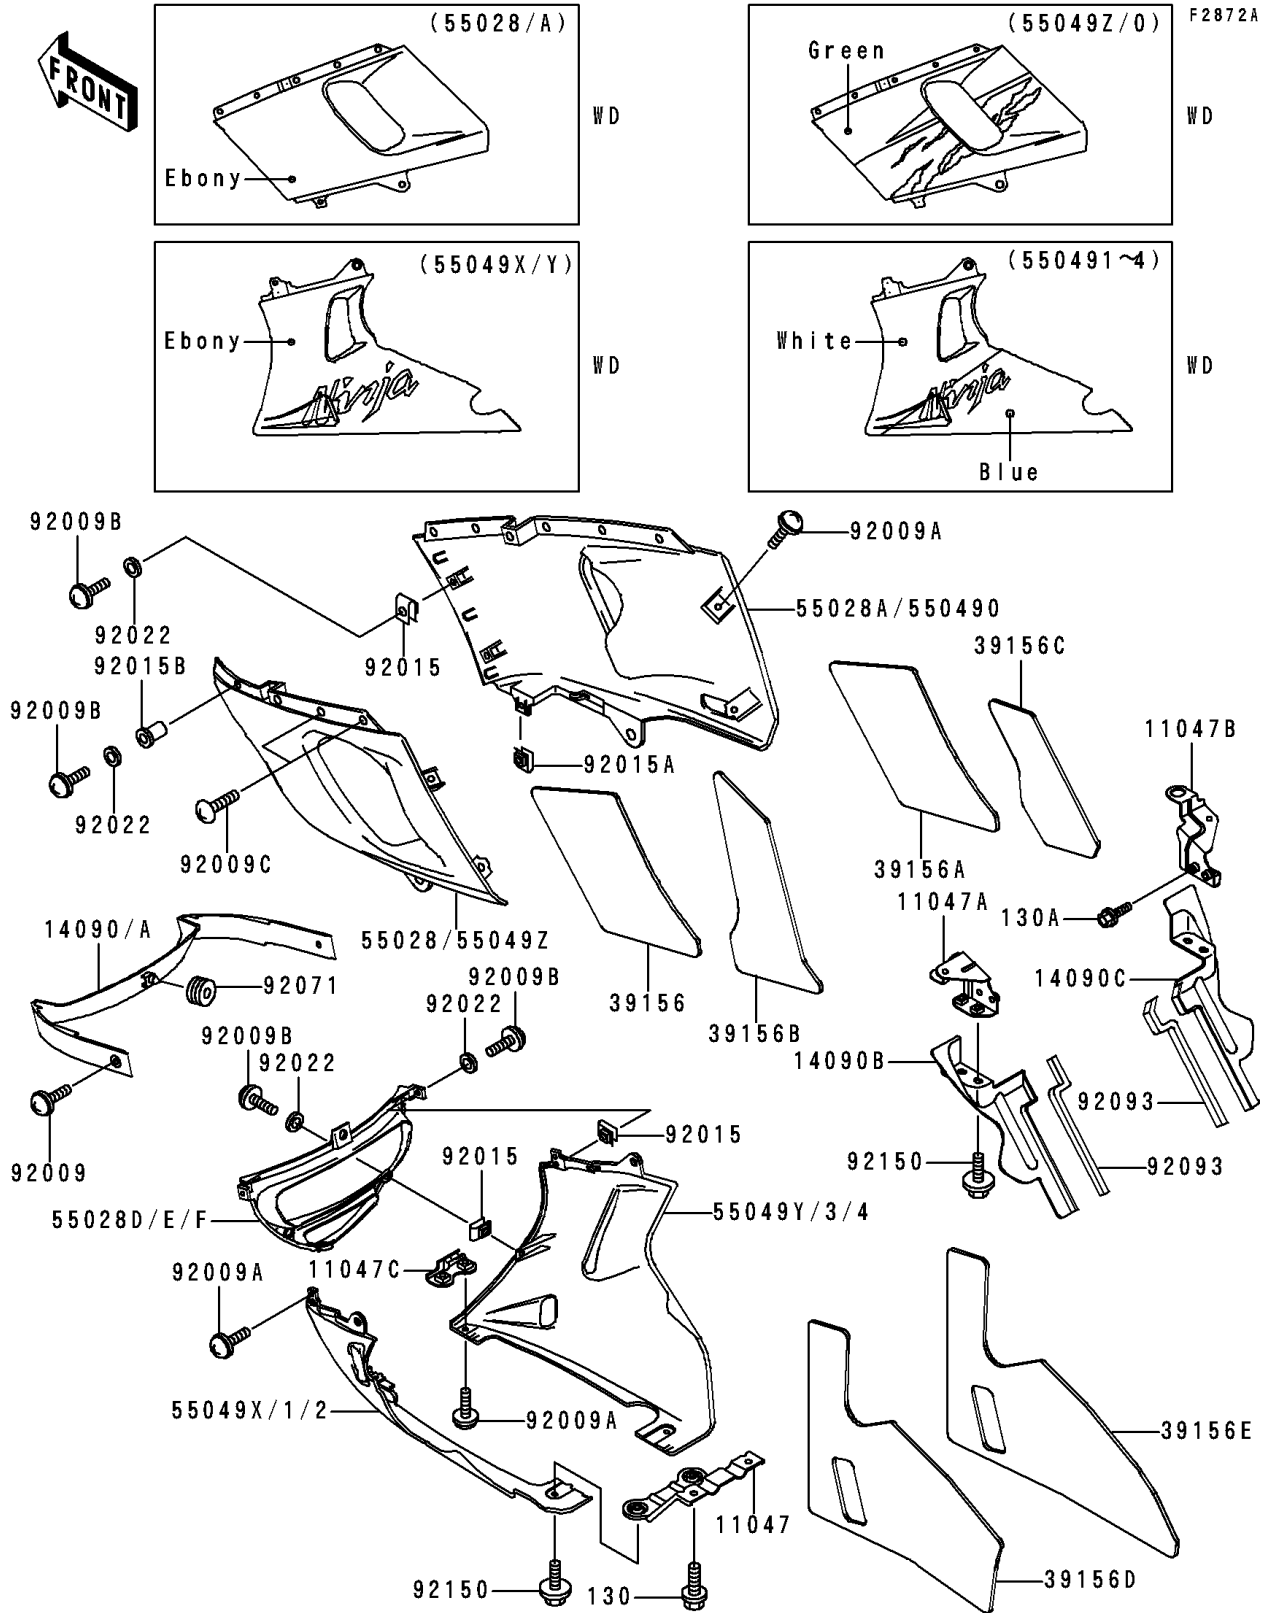 F2872A
FRONT
(55028/A)
Ebony
WD
(55049Z/0)
Green
WD
(55049X/Y)
Ebony
WD
(550491~4)
White
Blue
WD
92009B
92009A
92022
92015
55028A/550490
92015B
39156C
92009B
11047B
92015A
92022
92009C
39156A
11047A
130A
14090/A
55028/55049Z
92009B
14090C
92071
92022
39156
39156B
92009B
92022
14090B
92093
92015
92015
92150
92093
92009
55028D/E/F
55049Y/3/4
92009A
11047C
55049X/1/2
92009A
39156E
11047
39156D
92150
130
Ninja
Ninja